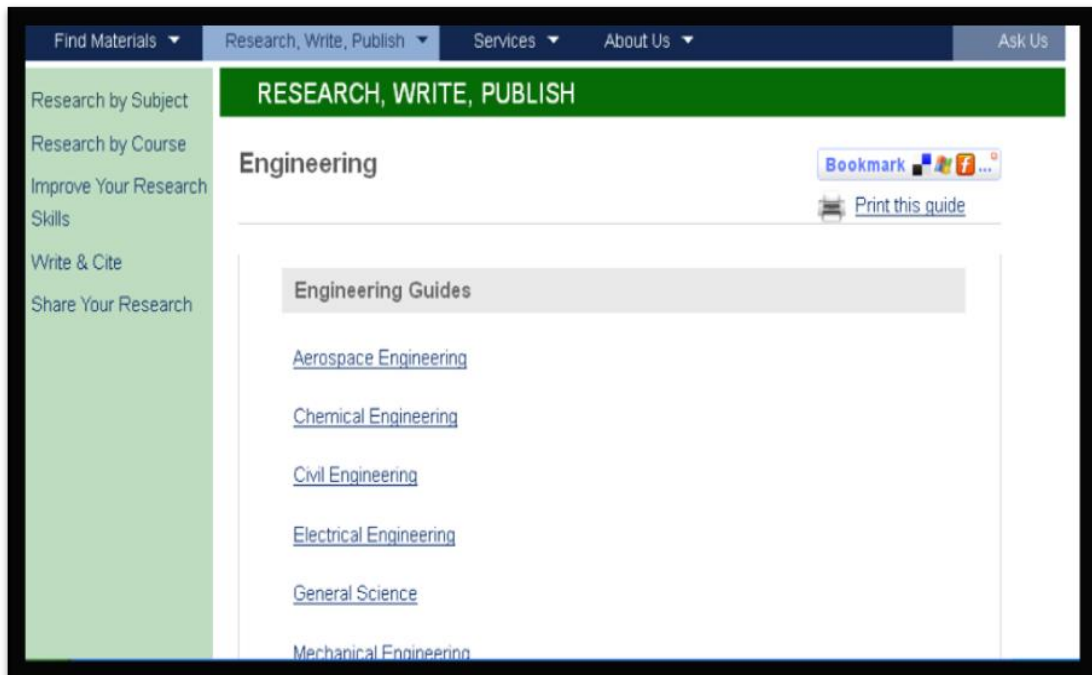 Find Materials Research, Write, Publish Services About Us Ask Us
Research by Subject
Research by Course
Improve Your Research
Skills
Write & Cite
Share Your Research
RESEARCH, WRITE, PUBLISH
Engineering
Bookmark ...
Print this guide
Engineering Guides
Aerospace Engineering
Chemical Engineering
Civil Engineering
Electrical Engineering
General Science
Mechanical Engineering